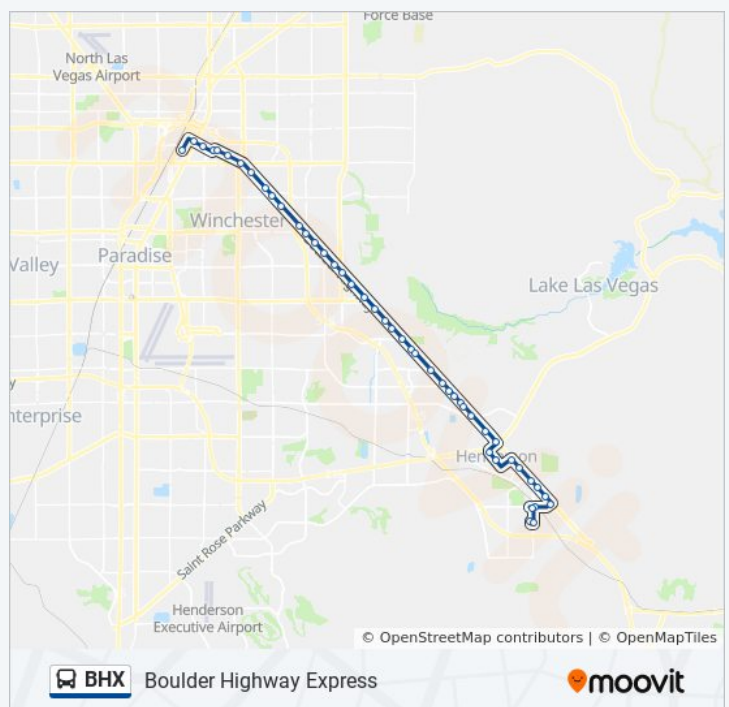 Force Base
North Las
Vegas Airport
Winchester
Paradise
Valley
Lake Las Vegas
nterprise
Henderson
Saint Rose Parkway
Henderson
Executive Airport
© OpenStreetMap contributors | © OpenMapTiles
BHX Boulder Highway Express
moovit